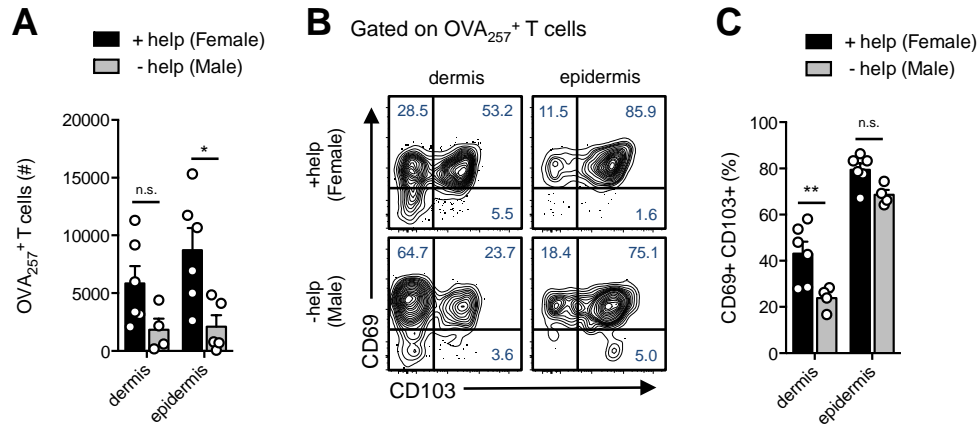 A
+ help (Female)
- help (Male)
OVA257+ T cells (#)
20000
15000
10000
5000
0
n.s.
*
dermis
epidermis
B Gated on OVA257+ T cells
dermis
epidermis
+help
(Female)
28.5
53.2
5.5
11.5
85.9
1.6
-help
(Male)
64.7
23.7
3.6
18.4
75.1
5.0
CD69
CD103
C
+ help (Female)
- help (Male)
CD69+ CD103+ (%)
100
80
60
40
20
0
**
n.s.
dermis
epidermis